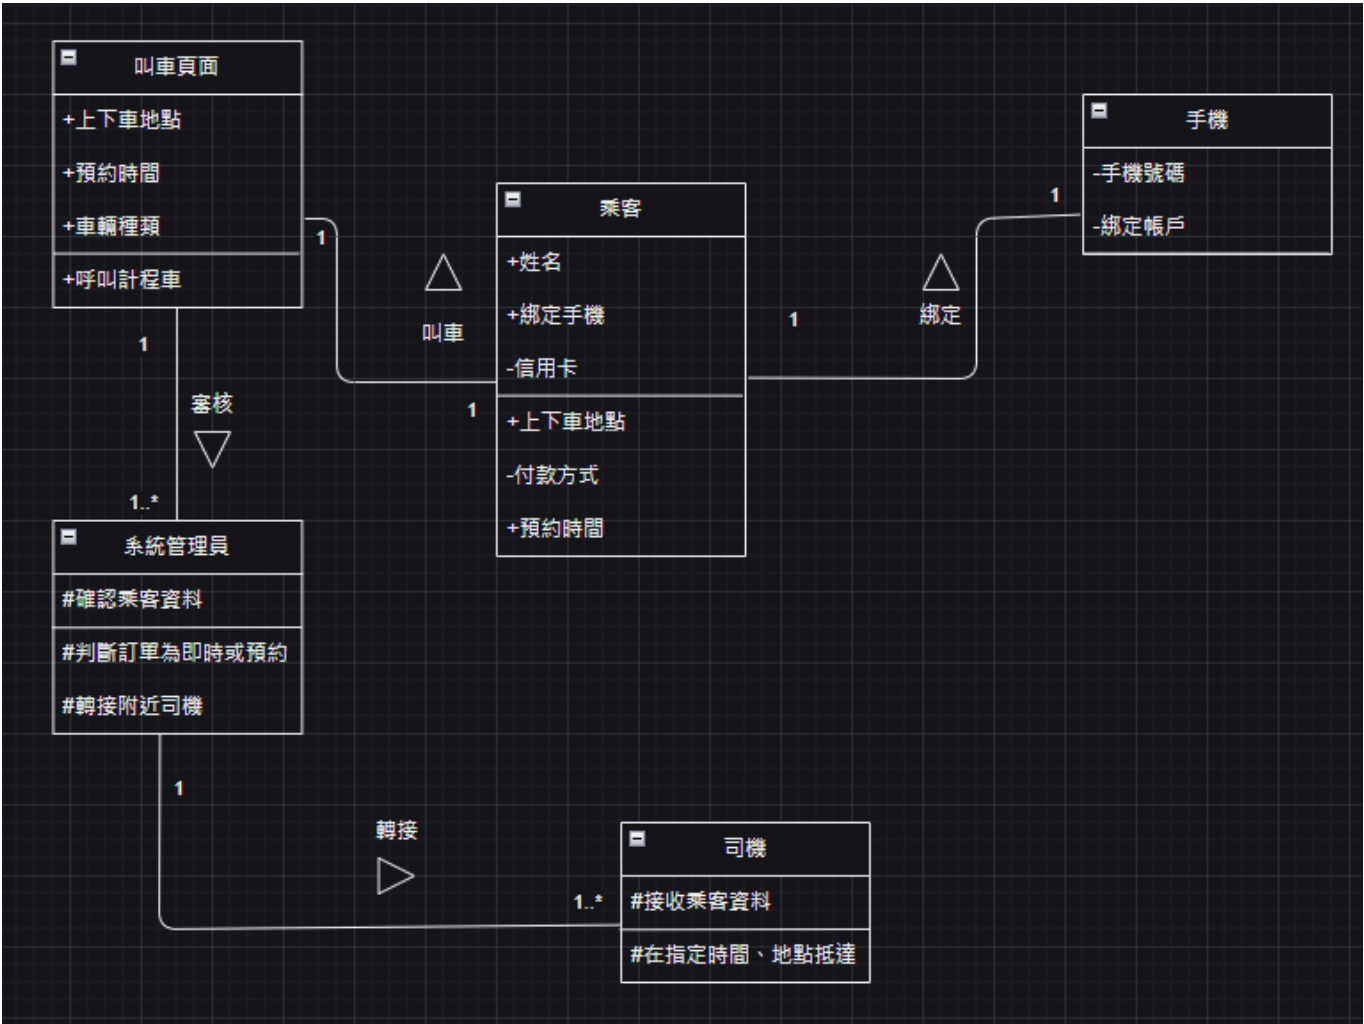 叫車頁面
+上下車地點
+預約時間
+車輛種類
+呼叫計程車
1
1
審核
1..*
叫車
1
乘客
+姓名
+綁定手機
-信用卡
+上下車地點
-付款方式
+預約時間
1
綁定
1
手機
-手機號碼
-綁定帳戶
系統管理員
#確認乘客資料
#判斷訂單為即時或預約
#轉接附近司機
1
轉接
1..*
司機
#接收乘客資料
#在指定時間、地點抵達